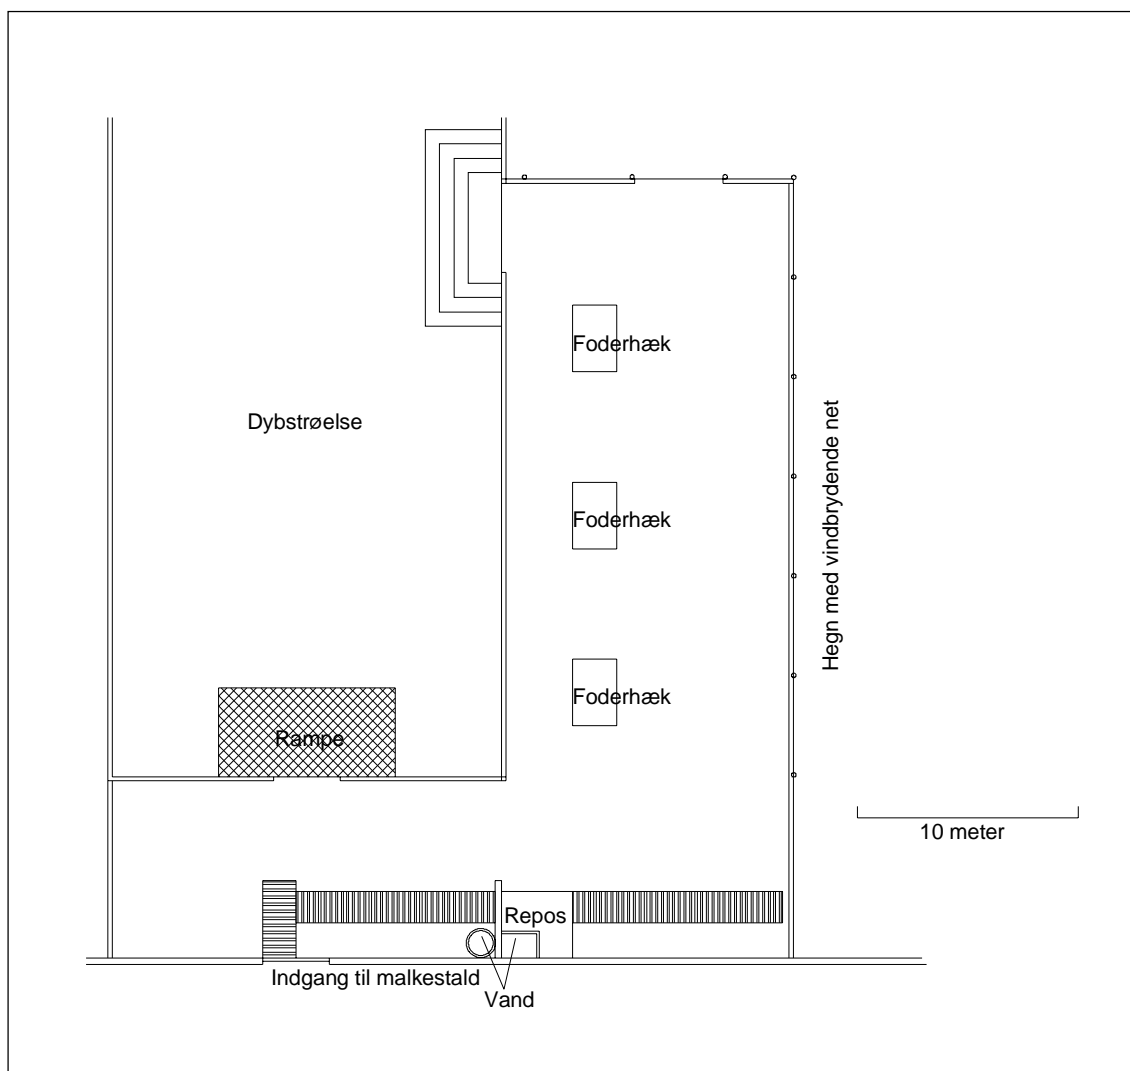 Foderhæk
Dybstrøelse
Foderhæk
Hegn med vindbrydende net
Foderhæk
Rampe
10 meter
Repos
Indgang til malkestald
Vand